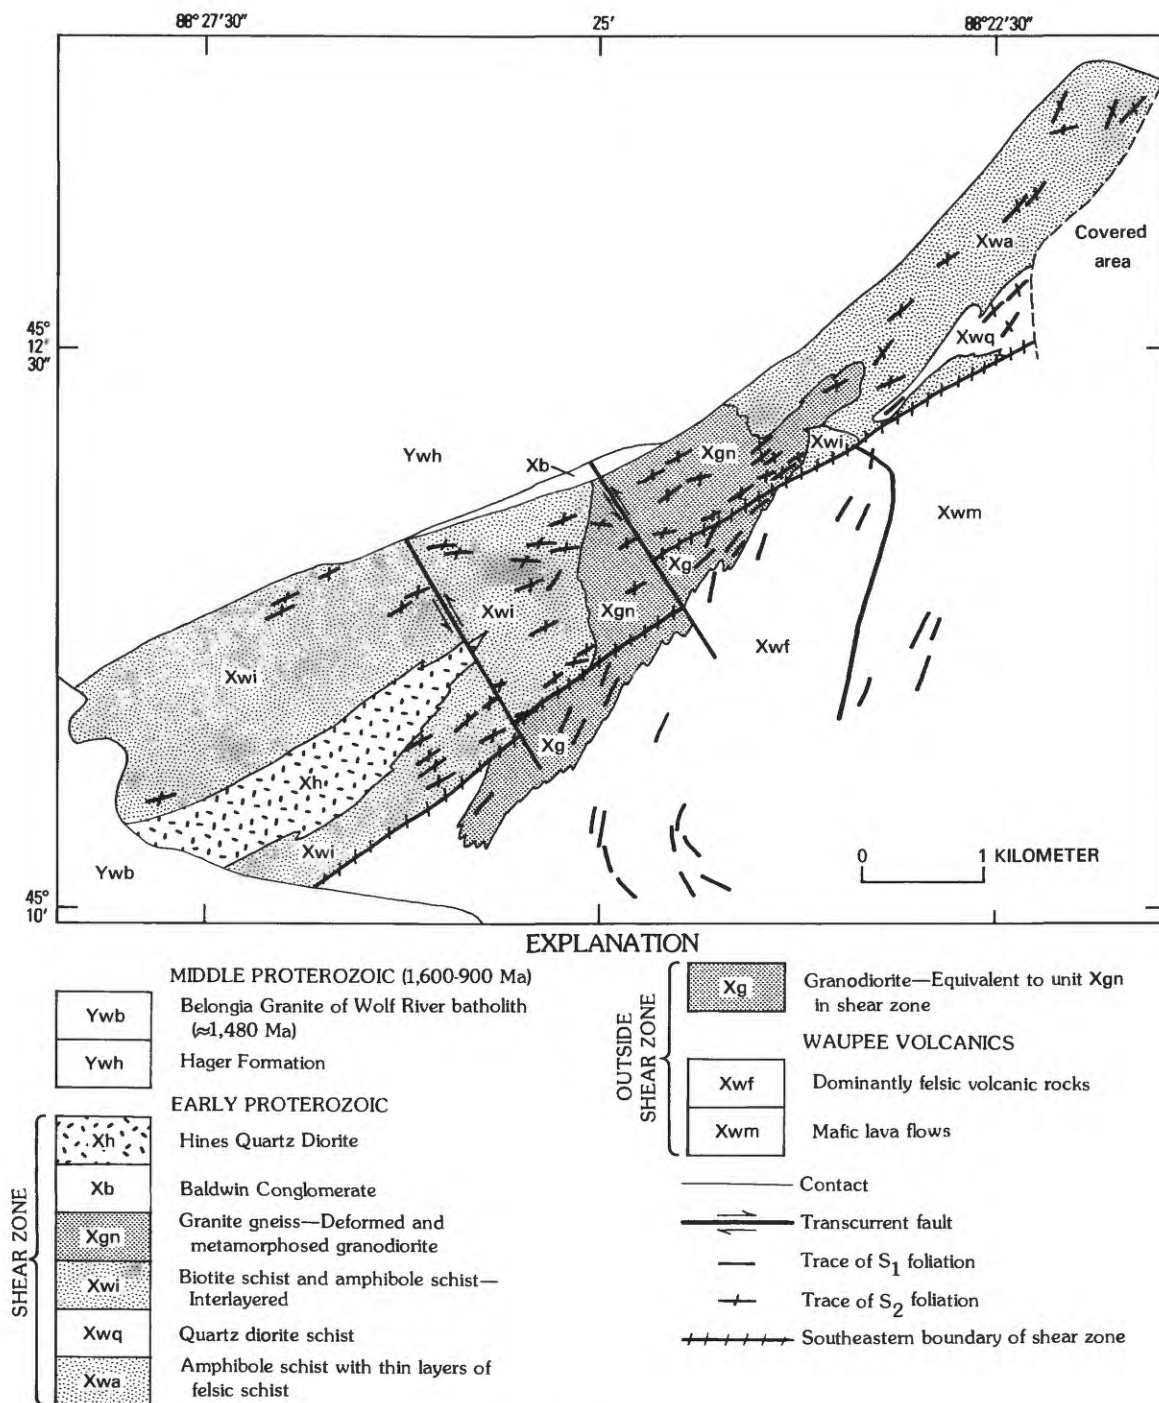 88° 27′ 30″
25′
88° 22′ 30″
Covered
area
Xwa
45°
12′
30″
Xwq
Ywh
Xb
Xgn
Xwi
Xwm
Xg
Xwi
Xgn
Xwf
Xwi
Xg
Xh
Xwi
0 1 KILOMETER
Ywb
45°
10′
EXPLANATION
MIDDLE PROTEROZOIC (1,600-900 Ma)
Ywb Belongia Granite of Wolf River batholith
(≈1,480 Ma)
Ywh Hager Formation
EARLY PROTEROZOIC
SHEAR ZONE
Xh Hines Quartz Diorite
Xb Baldwin Conglomerate
Xgn Granite gneiss—Deformed and
metamorphosed granodiorite
Xwi Biotite schist and amphibole schist—
Interlayered
Xwq Quartz diorite schist
Xwa Amphibole schist with thin layers of
felsic schist
OUTSIDE
SHEAR ZONE
Xg Granodiorite—Equivalent to unit Xgn
in shear zone
WAUPEE VOLCANICS
Xwf Dominantly felsic volcanic rocks
Xwm Mafic lava flows
Contact
Transcurrent fault
Trace of S1 foliation
Trace of S2 foliation
Southeastern boundary of shear zone